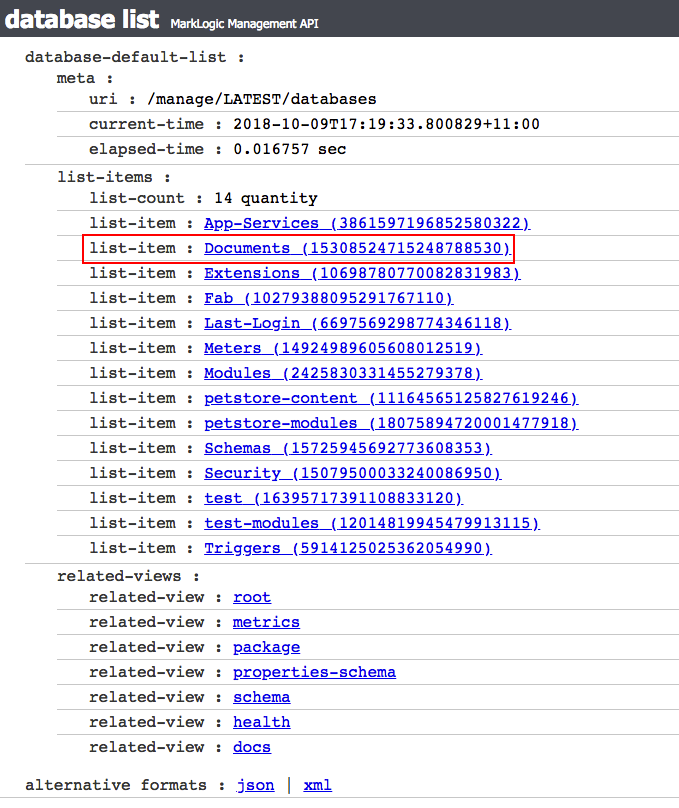 database list MarkLogic Management API
database-default-list :
meta :
uri : /manage/LATEST/databases
current-time : 2018-10-09T17:19:33.800829+11:00
elapsed-time : 0.016757 sec
list-items :
list-count : 14 quantity
list-item : App-Services (3861597196852580322)
list-item : Documents (15308524715248788530)
list-item : Extensions (10698780770082831983)
list-item : Fab (10279388095291767110)
list-item : Last-Login (6697569298774346118)
list-item : Meters (14924989605608012519)
list-item : Modules (2425830331455279378)
list-item : petstore-content (11164565125827619246)
list-item : petstore-modules (18075894720001477918)
list-item : Schemas (15725945692773608353)
list-item : Security (15079500033240086950)
list-item : test (16395717391108833120)
list-item : test-modules (12014819945479913115)
list-item : Triggers (5914125025362054990)
related-views :
related-view : root
related-view : metrics
related-view : package
related-view : properties-schema
related-view : schema
related-view : health
related-view : docs
alternative formats : json | xml